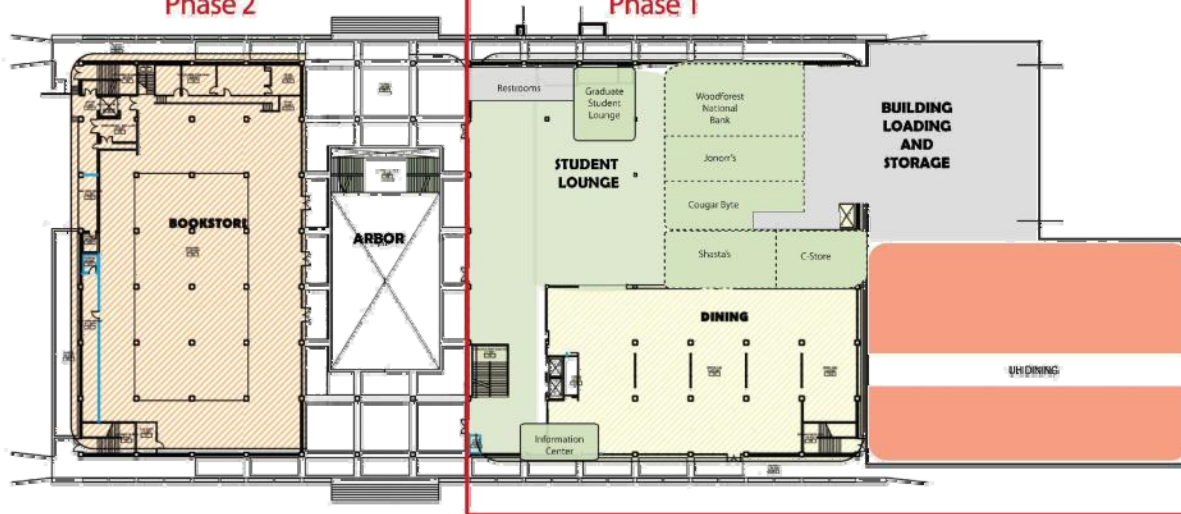 Phase 2
Phase 1
Restrooms
Graduate
Student
Lounge
Woodforest
National
Bank
BUILDING
LOADING
AND
STORAGE
STUDENT
LOUNGE
Jonorr's
Cougar Byte
BOOKSTORE
ARBOR
Shasta's
C-Store
DINING
UH DINING
Information
Center